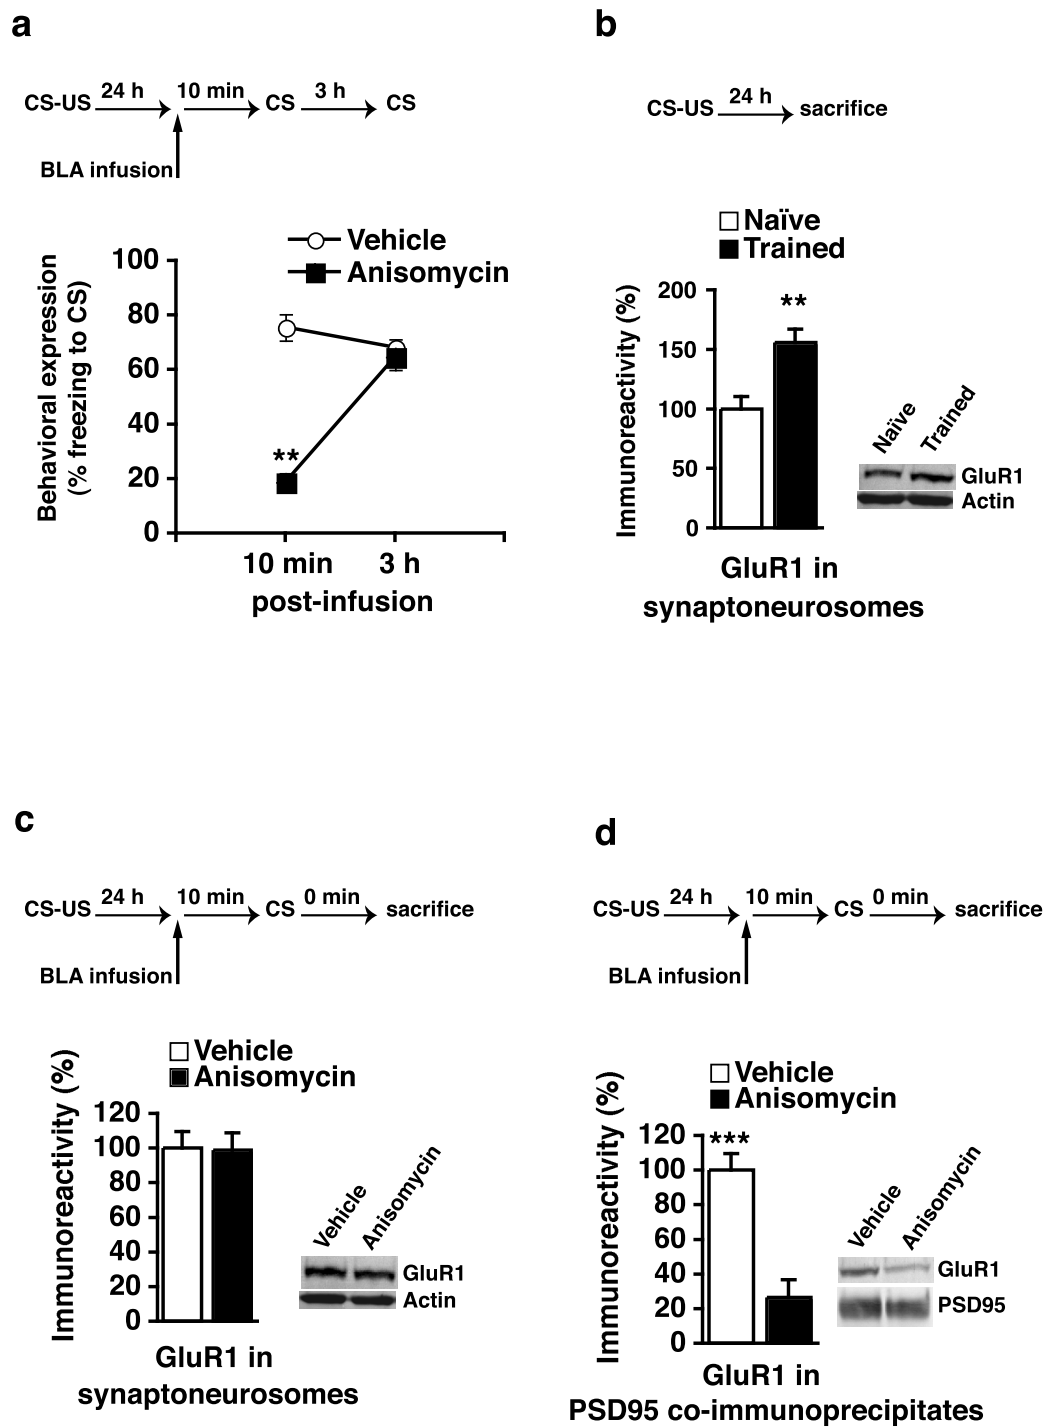 a
24 h 10 min 3 h
CS-US CS CS
BLA infusion
Vehicle
Anisomycin
Behavioral expression
(% freezing to CS)
100
80
60
40
20
0
**
10 min 3 h
post-infusion
b
24 h
CS-US sacrifice
Naïve
Trained
Immunoreactivity (%)
200
150
100
50
0
**
Naïve Trained
GluR1
Actin
GluR1 in
synaptoneurosomes
c
24 h 10 min 0 min
CS-US CS sacrifice
BLA infusion
Vehicle
Anisomycin
Immunoreactivity (%)
120
100
80
60
40
20
0
Vehicle Anisomycin
GluR1
Actin
GluR1 in
synaptoneurosomes
d
24 h 10 min 0 min
CS-US CS sacrifice
BLA infusion
Vehicle
Anisomycin
Immunoreactivity (%)
120
100
80
60
40
20
0
***
Vehicle Anisomycin
GluR1
PSD95
GluR1 in
PSD95 co-immunoprecipitates